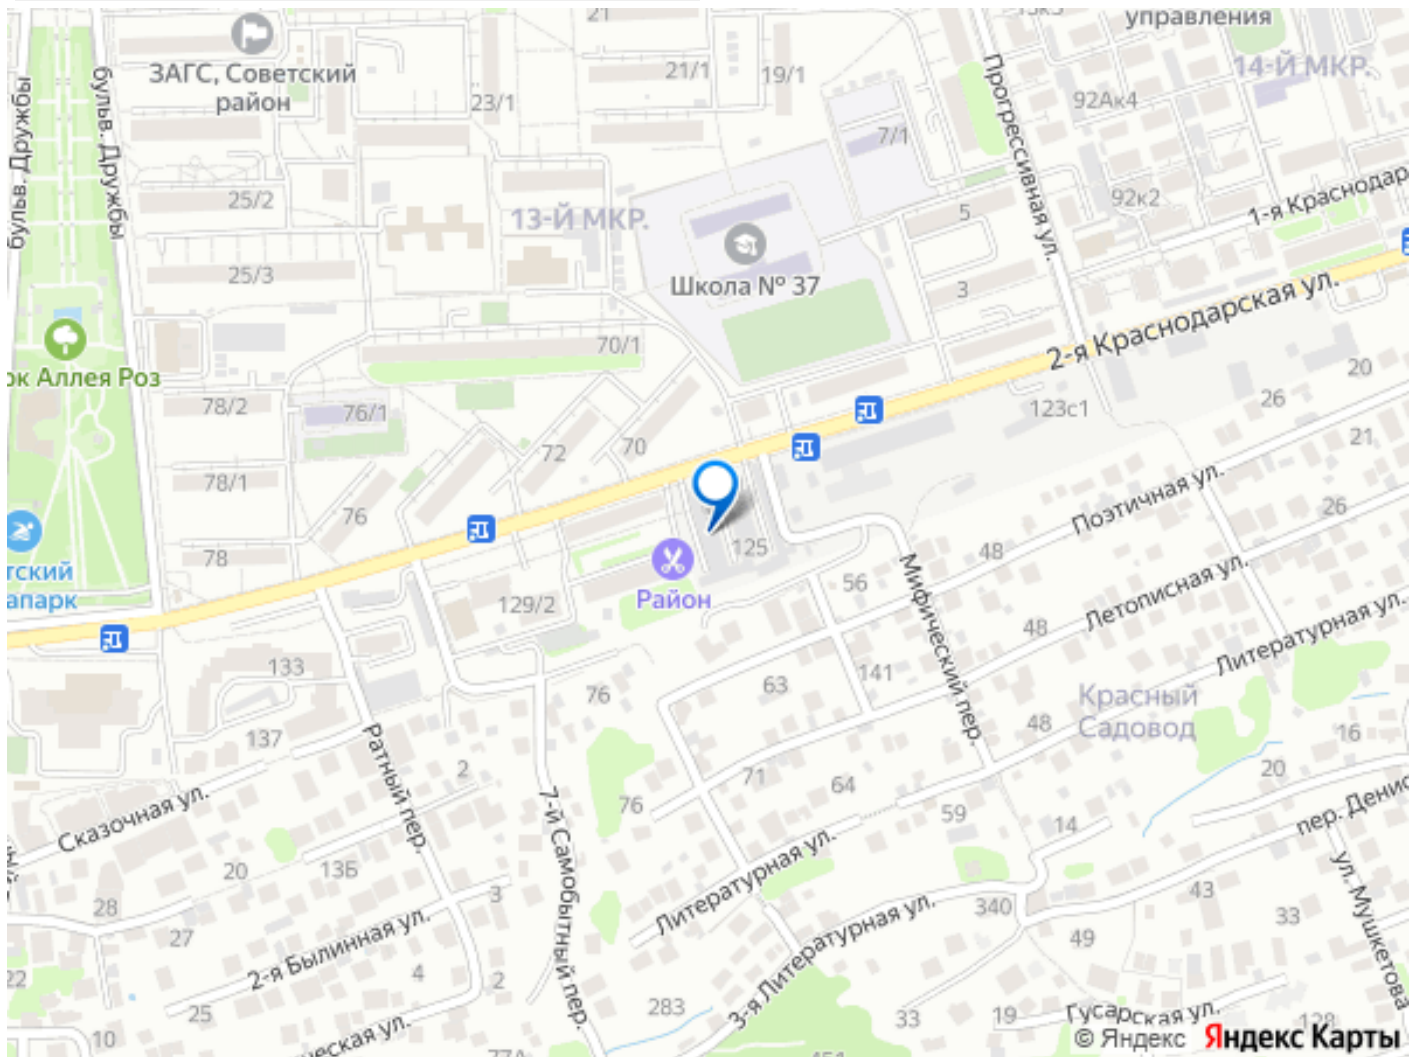 21
управления
ЗАГС, Советский
район
21/1
19/1
14-Й МКР.
23/1
92Ак4
бульв. Дружбы
бульв. Дружбы
Прогрессивная ул.
7/1
25/2
13-Й МКР.
5
92к2
1-я Краснодар
25/3
Школа № 37
3
2-я Краснодарская ул.
70/1
ок Аллея Роз
20
78/2
76/1
123с1
26
72
70
21
78/1
76
Поэтичная ул.
26
125
48
78
тский
апарк
Район
56
Летописная ул.
129/2
48
Мифический пер.
Литературная ул.
133
76
63
141
Красный
Садовод
137
48
16
Ратный пер.
2
71
64
20
Сказочная ул.
76
59
14
пер. Денис
7-й Самобытный пер.
Литературная ул.
20
13Б
3
43
ул. Мушкетова
28
27
2-я Былинная ул.
340
33
49
22
4
2
3-я Литературная ул.
25
283
33
19
Гусарская ул.
128
10
ическая ул.
77А
451
© Яндекс Яндекс Карты